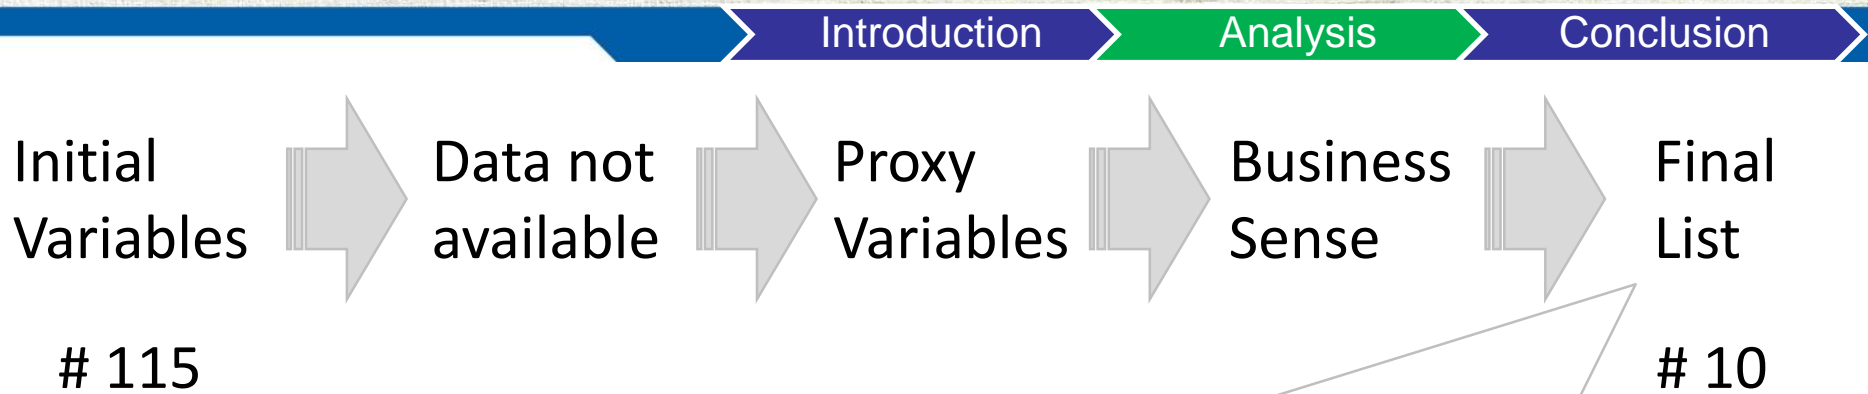 Introduction
Analysis
Conclusion
Initial
Variables
Data not
available
Proxy
Variables
Business
Sense
Final
List
# 115
# 10